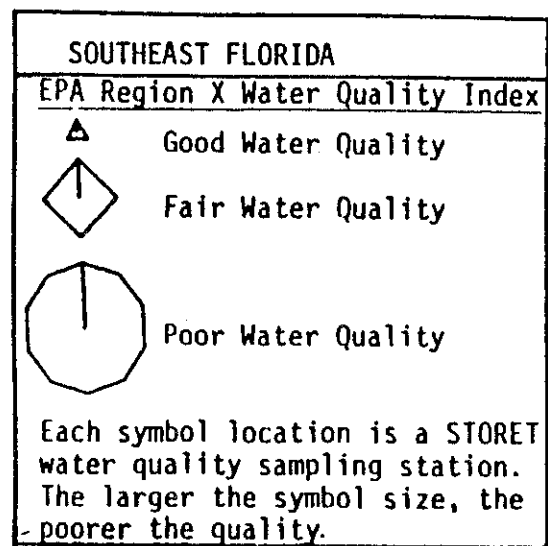 SOUTHEAST FLORIDA
EPA Region X Water Quality Index
Good Water Quality
Fair Water Quality
Poor Water Quality
Each symbol location is a STORET
water quality sampling station.
The larger the symbol size, the
poorer the quality.